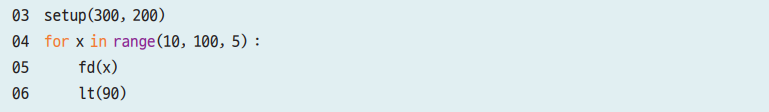 03 setup(300, 200)
04 for x in range(10, 100, 5) :
05     fd(x)
06     lt(90)